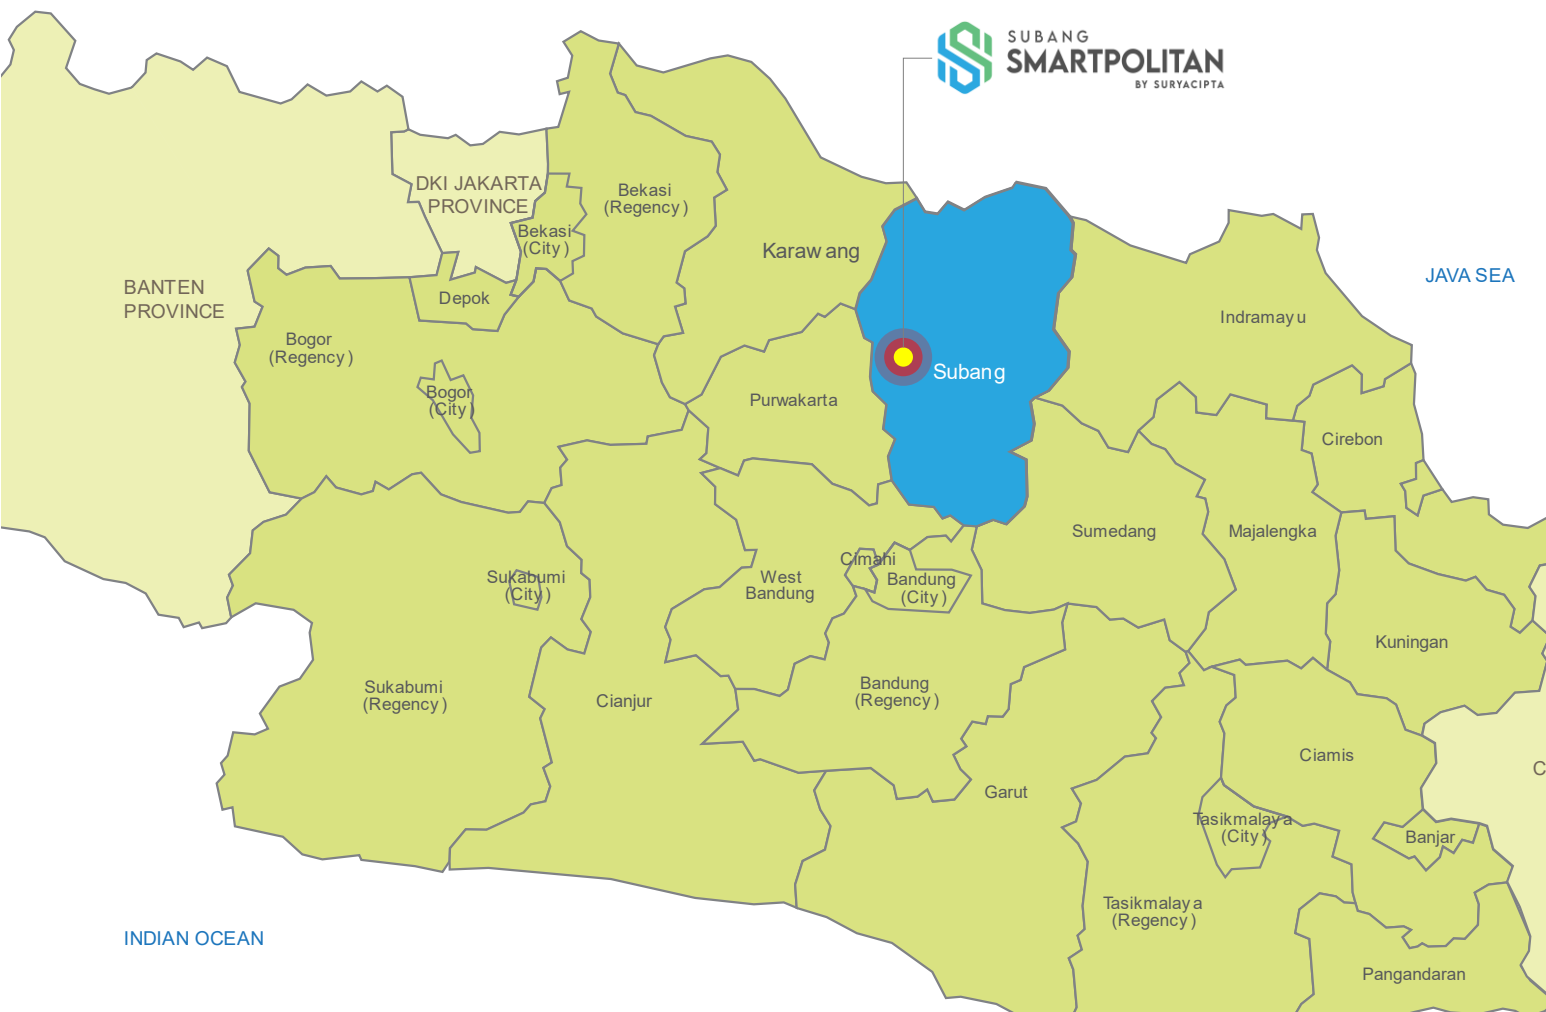 SUBANG
SMARTPOLITAN
BY SURYACIPTA
DKI JAKARTA
PROVINCE
Bekasi
(Regency)
Bekasi
(City)
Karawang
JAVA SEA
BANTEN
PROVINCE
Depok
Indramayu
Bogor
(Regency)
Subang
Bogor
(City)
Purwakarta
Cirebon
Sumedang
Majalengka
Cimahi
Sukabumi
(City)
West
Bandung
Bandung
(City)
Kuningan
Sukabumi
(Regency)
Cianjur
Bandung
(Regency)
Ciamis
C
Garut
Tasikmalaya
(City)
Banjar
Tasikmalaya
(Regency)
INDIAN OCEAN
Pangandaran